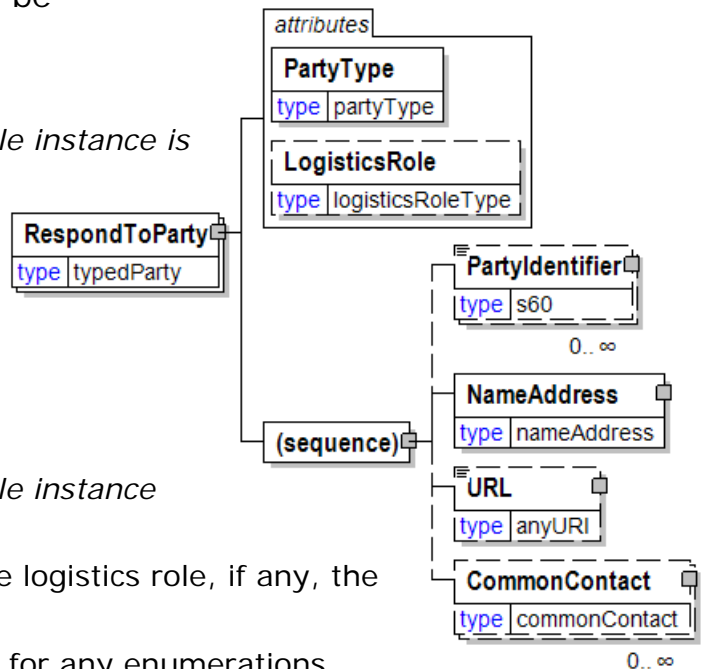 be
attributes
PartyType
type partyType
le instance is
LogisticsRole
type logisticsRoleType
RespondToParty
type typedParty
PartyIdentifier
type s60
0.. ∞
NameAddress
type nameAddress
(sequence)
URL
type anyURI
le instance
CommonContact
type commonContact
0.. ∞
e logistics role, if any, the
for any enumerations